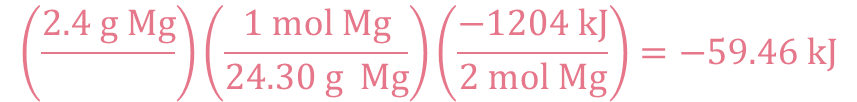 (2.4 g Mg / ) (1 mol Mg / 24.30 g Mg) (−1204 kJ / 2 mol Mg) = −59.46 kJ